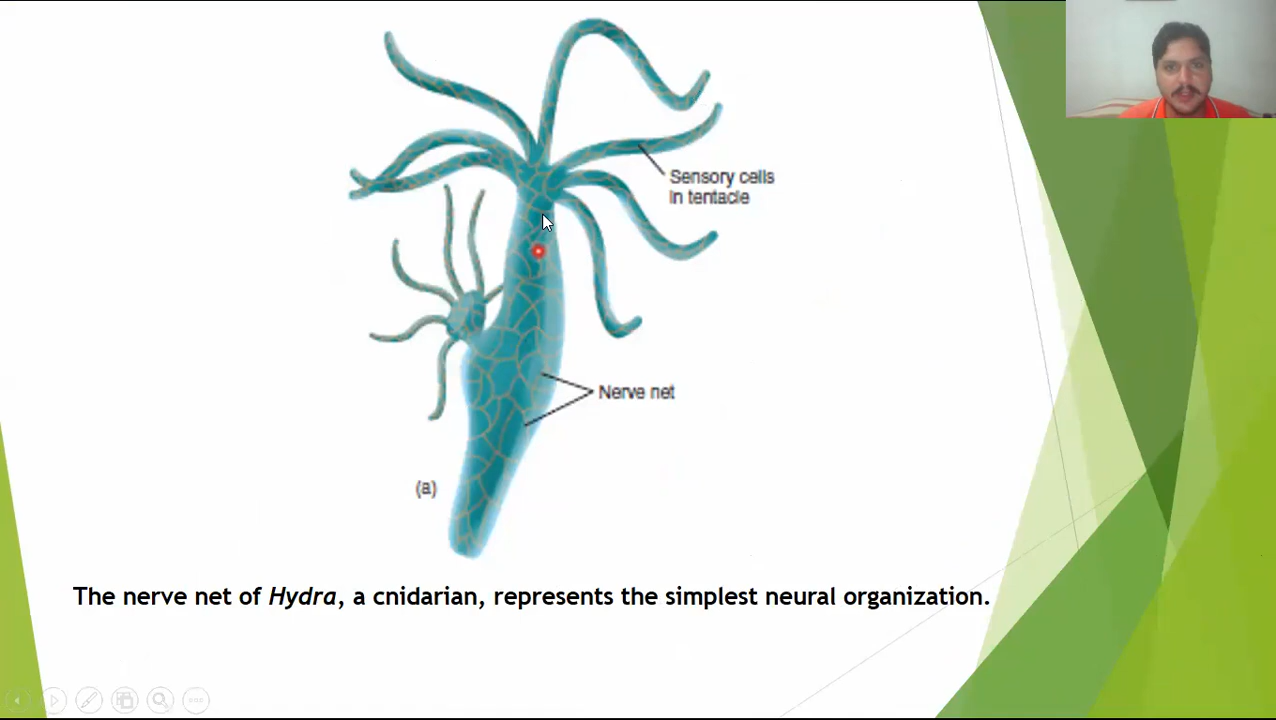 Sensory cells
in tentacle
Nerve net
(a)
The nerve net of Hydra, a cnidarian, represents the simplest neural organization.